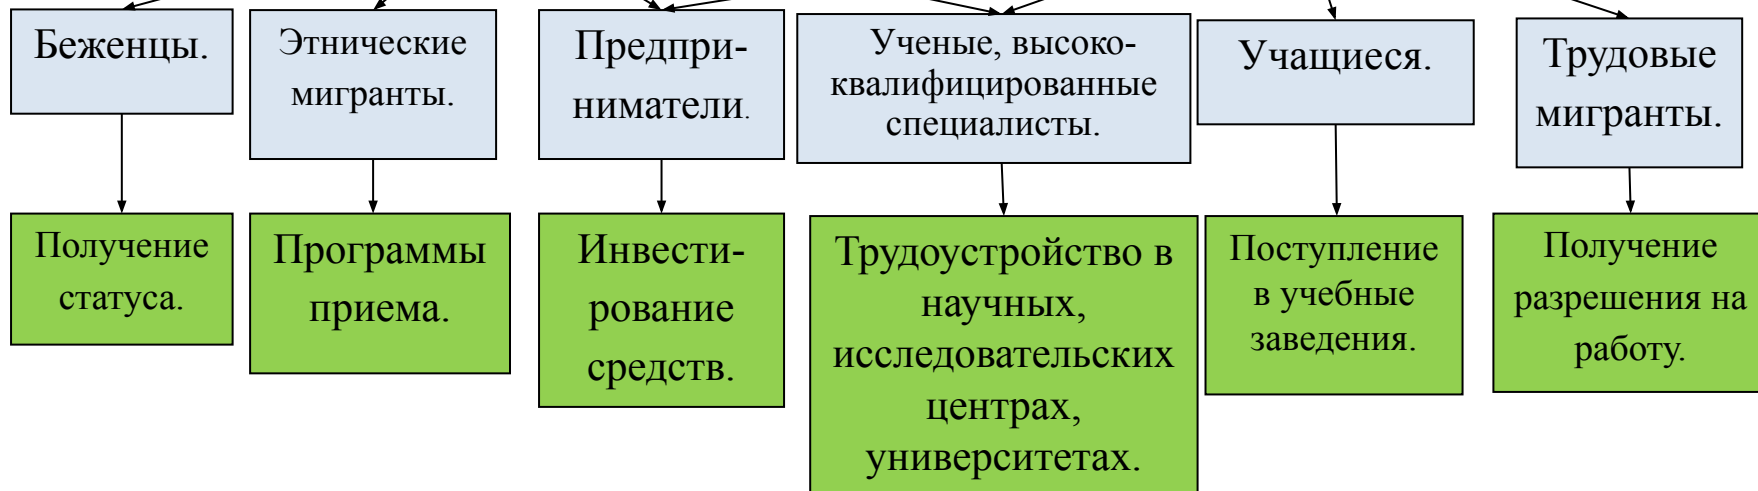 Беженцы.
Этнические
мигранты.
Предпри-
ниматели.
Ученые, высоко-
квалифицированные
специалисты.
Учащиеся.
Трудовые
мигранты.
Получение
статуса.
Программы
приема.
Инвести-
рование
средств.
Трудоустройство в
научных,
исследовательских
центрах,
университетах.
Поступление
в учебные
заведения.
Получение
разрешения на
работу.